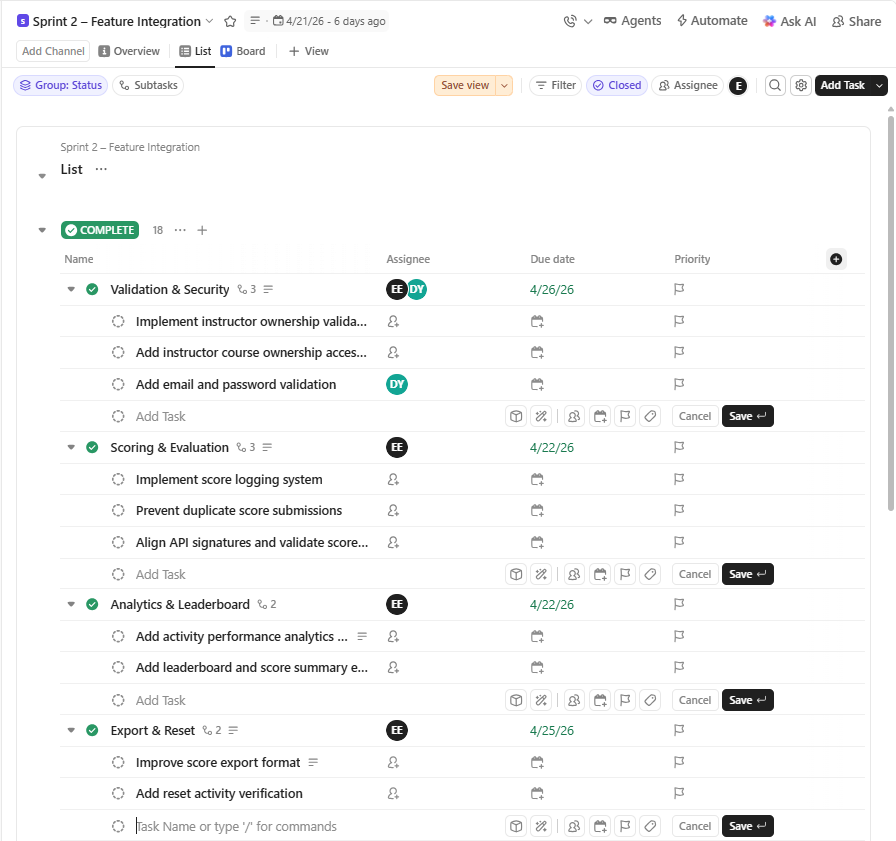 S Sprint 2 – Feature Integration 4/21/26 - 6 days ago Agents Automate Ask AI Share
Add Channel Overview List Board View
Group: Status Subtasks Save view Filter Closed Assignee E Add Task
Sprint 2 – Feature Integration
List ...
COMPLETE 18 ... +
Name Assignee Due date Priority
Validation & Security 3 EE DY 4/26/26
Implement instructor ownership valida...
Add instructor course ownership acces...
Add email and password validation DY
Add Task Cancel Save
Scoring & Evaluation 3 EE 4/22/26
Implement score logging system
Prevent duplicate score submissions
Align API signatures and validate score...
Add Task Cancel Save
Analytics & Leaderboard 2 EE 4/22/26
Add activity performance analytics ...
Add leaderboard and score summary e...
Add Task Cancel Save
Export & Reset 2 EE 4/25/26
Improve score export format
Add reset activity verification
Task Name or type '/' for commands Cancel Save